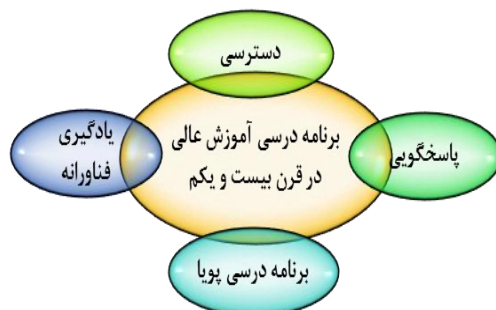 دسترسی
برنامه درسی آموزش عالی
در قرن بیست و یکم
پاسخگویی
یادگیری
فناورانه
برنامه درسی پویا